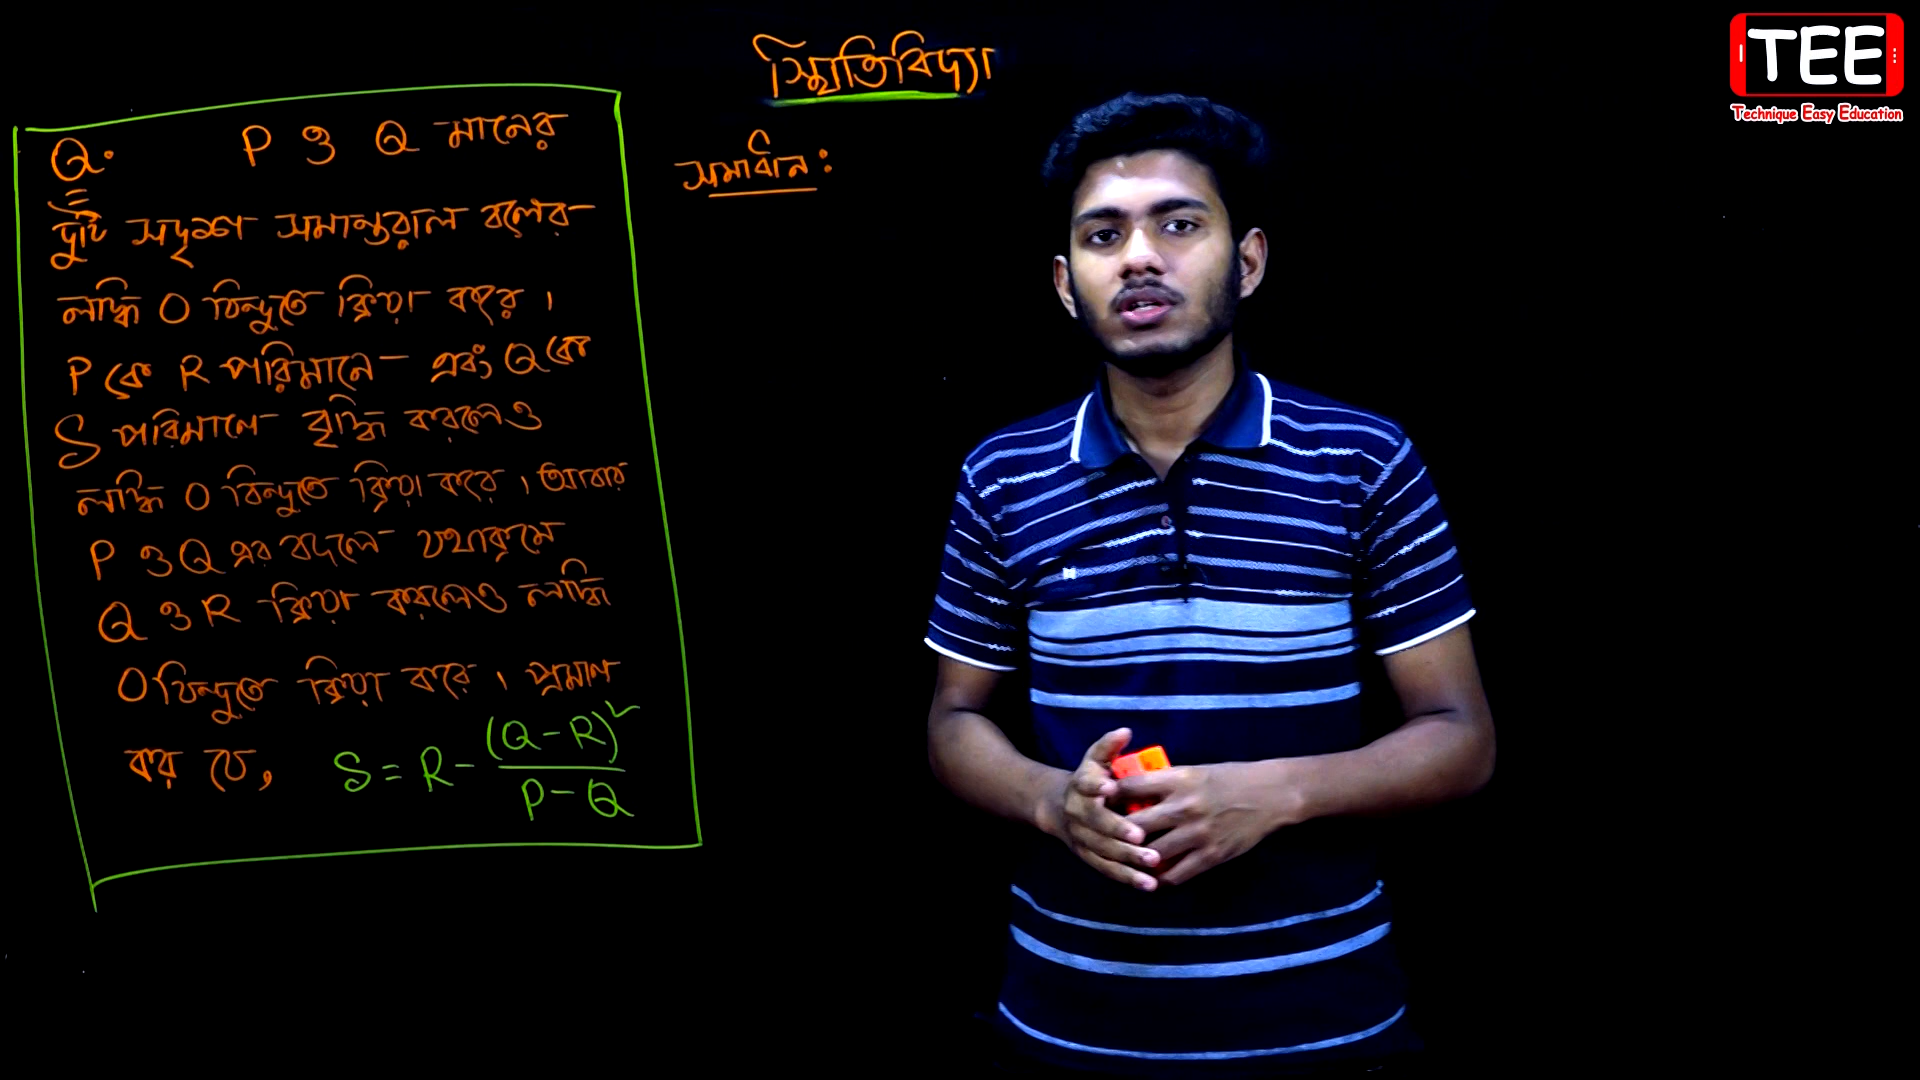 স্থিতিবিদ্যা
TEE
Technique Easy Education
Q. P ও Q মানের
দুটি সদৃশ সমান্তরাল বলের
লব্ধি O বিন্দুতে ক্রিয়া করে।
P কে R পরিমানে এবং Q কে
S পরিমানে বৃদ্ধি করলেও
লব্ধি O বিন্দুতে ক্রিয়া করে। আবার
P ও Q এর বদলে যথাক্রমে
Q ও R ক্রিয়া করলেও লব্ধি
O বিন্দুতে ক্রিয়া করে। প্রমাণ
কর যে, S = R - (Q - R)² / P - Q
সমাধান: